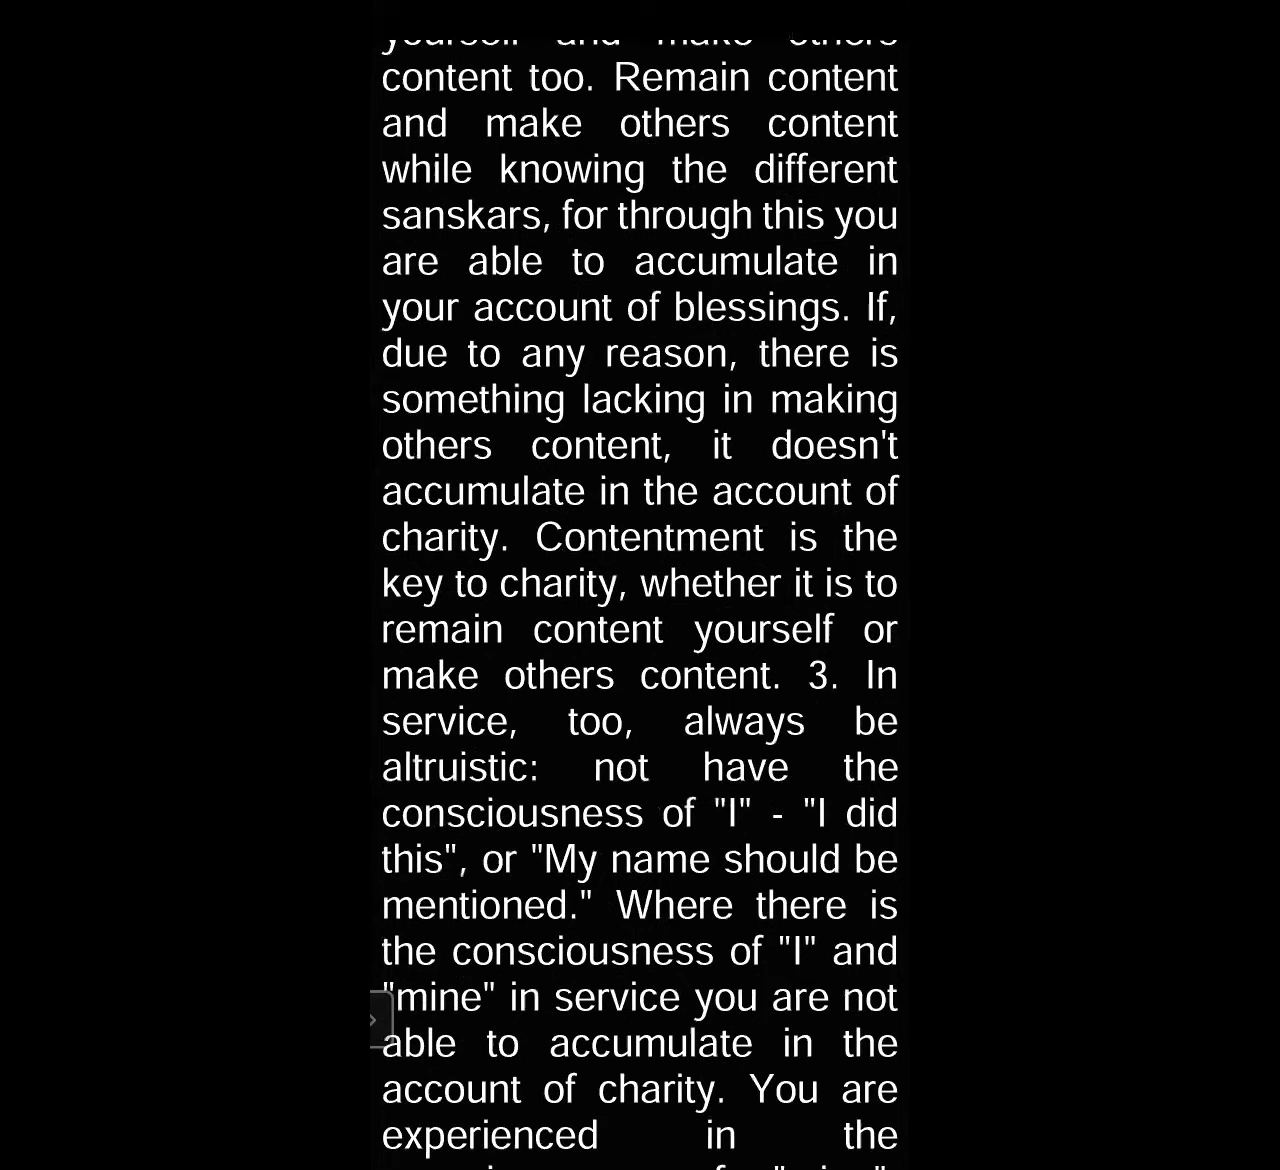 yourself and make others
content too. Remain content
and make others content
while knowing the different
sanskars, for through this you
are able to accumulate in
your account of blessings. If,
due to any reason, there is
something lacking in making
others content, it doesn't
accumulate in the account of
charity. Contentment is the
key to charity, whether it is to
remain content yourself or
make others content. 3. In
service, too, always be
altruistic: not have the
consciousness of "I" - "I did
this", or "My name should be
mentioned." Where there is
the consciousness of "I" and
"mine" in service you are not
able to accumulate in the
account of charity. You are
experienced in the